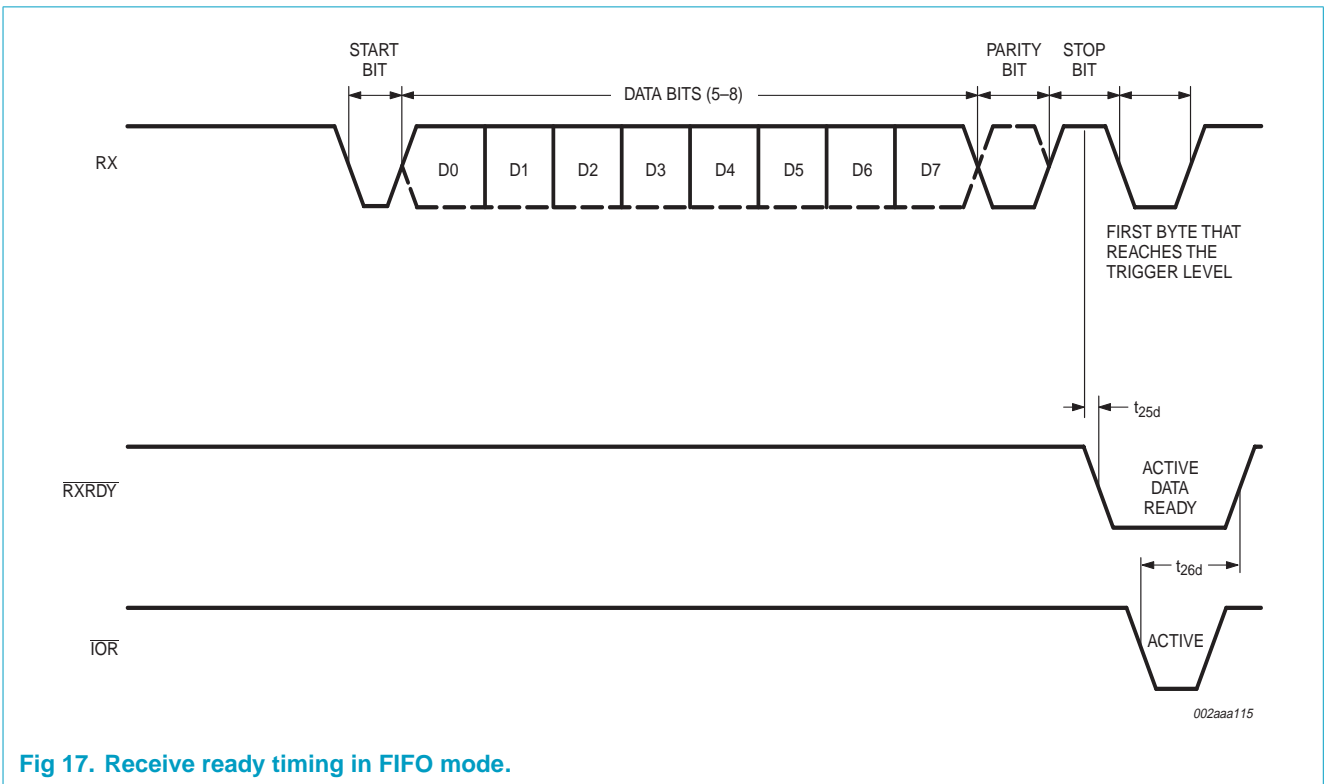 START
BIT
DATA BITS (5–8)
PARITY
BIT
STOP
BIT
RX
D0
D1
D2
D3
D4
D5
D6
D7
FIRST BYTE THAT
REACHES THE
TRIGGER LEVEL
t25d
RXRDY
ACTIVE
DATA
READY
t26d
IOR
ACTIVE
002aaa115
Fig 17. Receive ready timing in FIFO mode.